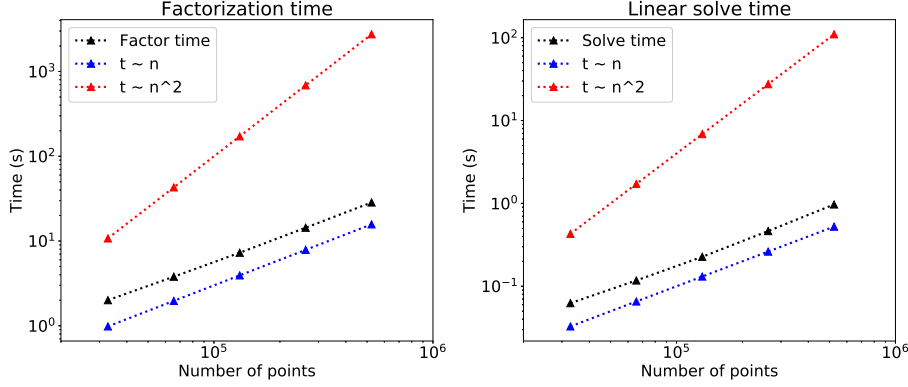 Factorization time
Factor time
t ~ n
t ~ n^2
Time (s)
10^3
10^2
10^1
10^0
10^5
10^6
Number of points
Linear solve time
Solve time
t ~ n
t ~ n^2
Time (s)
10^2
10^1
10^0
10^−1
10^5
10^6
Number of points